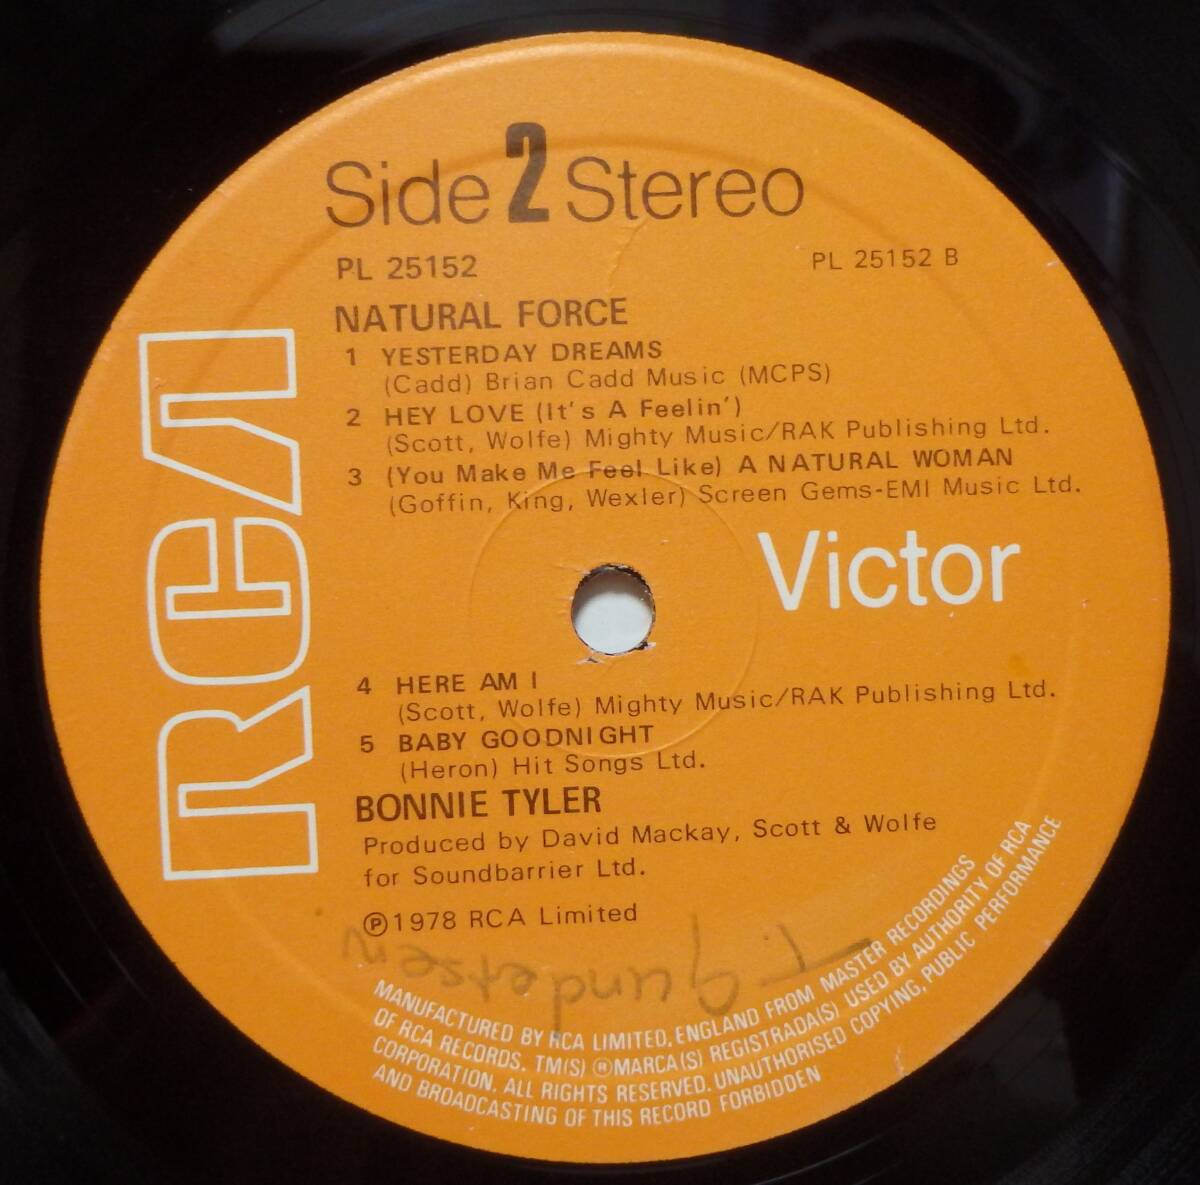 Side 2 Stereo
PL 25152
PL 25152 B
NATURAL FORCE
1 YESTERDAY DREAMS
(Cadd) Brian Cadd Music (MCPS)
2 HEY LOVE (It's A Feelin')
(Scott, Wolfe) Mighty Music/RAK Publishing Ltd.
3 (You Make Me Feel Like) A NATURAL WOMAN
(Goffin, King, Wexler) Screen Gems-EMI Music Ltd.
RCA
Victor
4 HERE AM I
(Scott, Wolfe) Mighty Music/RAK Publishing Ltd.
5 BABY GOODNIGHT
(Heron) Hit Songs Ltd.
BONNIE TYLER
Produced by David Mackay, Scott & Wolfe
for Soundbarrier Ltd.
Ⓟ1978 RCA Limited
T. gundersen
MANUFACTURED BY RCA LIMITED, ENGLAND FROM MASTER RECORDINGS
OF RCA RECORDS. TM(S) ® MARCA(S) REGISTRADA(S) USED BY AUTHORITY OF RCA
CORPORATION. ALL RIGHTS RESERVED. UNAUTHORISED COPYING, PUBLIC PERFORMANCE
AND BROADCASTING OF THIS RECORD FORBIDDEN